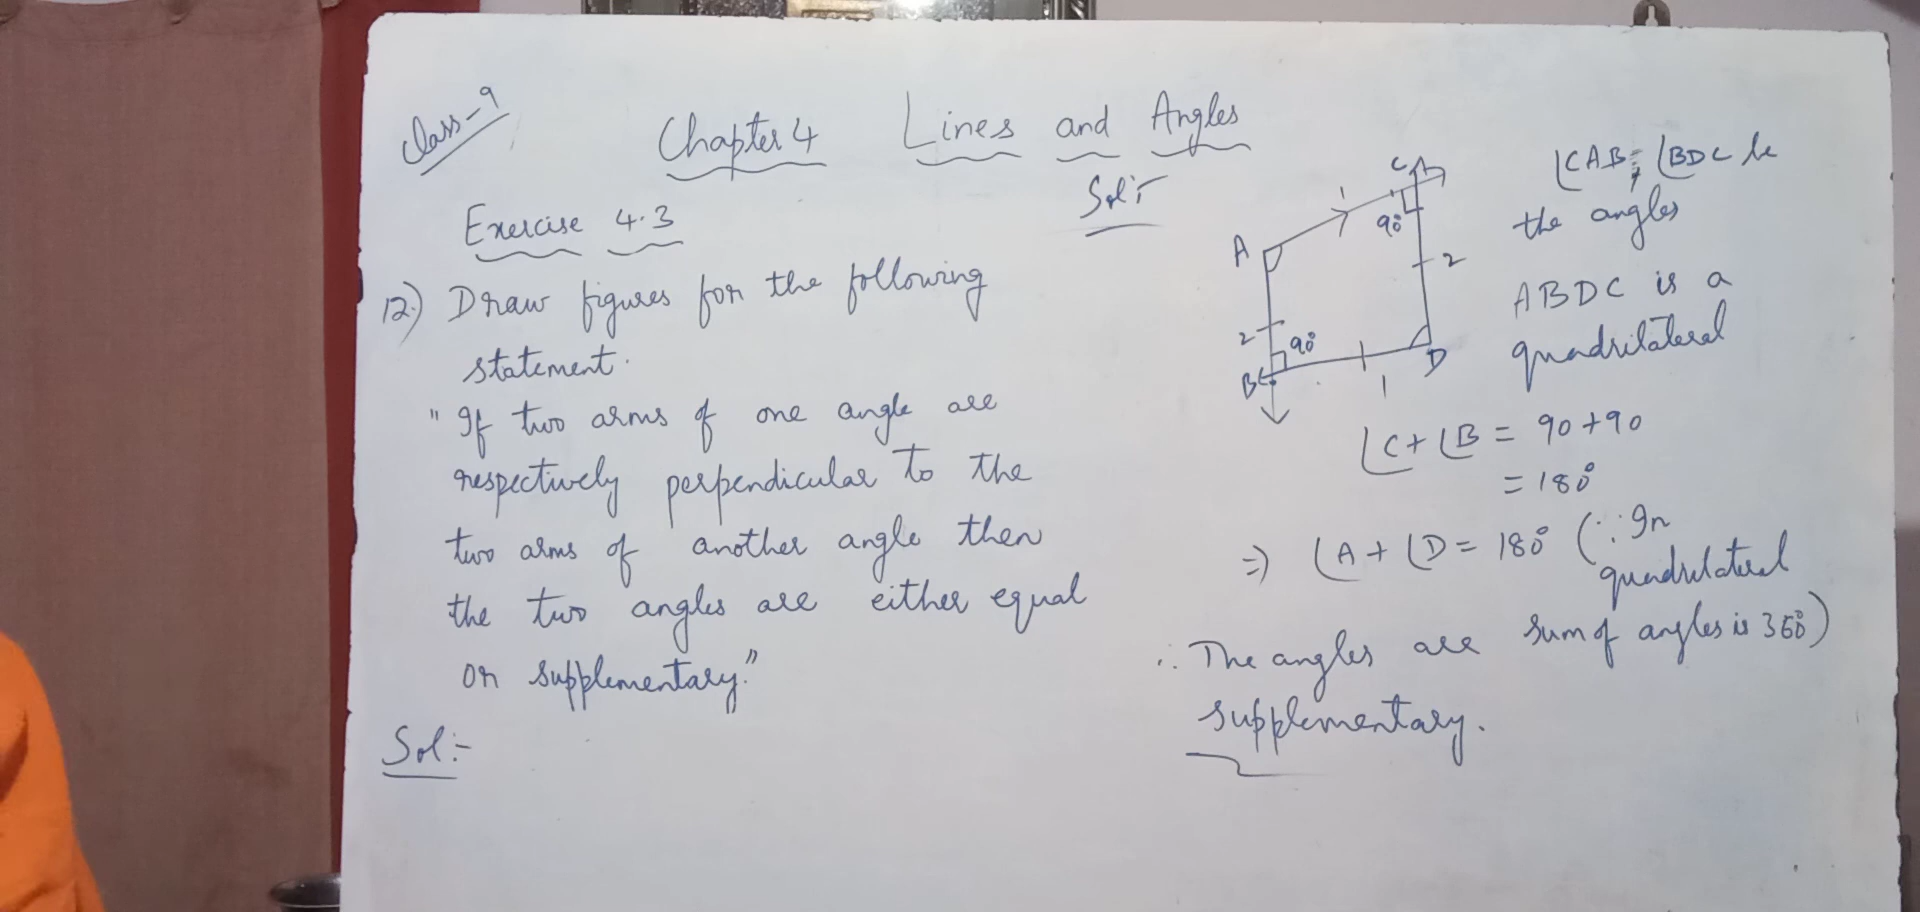 Class-9
Chapter 4 Lines and Angles
Exercise 4.3
12.) Draw figures for the following
statement.
"If two arms of one angle are
respectively perpendicular to the
two arms of another angle then
the two angles are either equal
or supplementary."
Sol:-
Sol:-
C
1
90°
A
2
2
90°
B
D
1
∠CAB, ∠BDC be
the angles
ABDC is a
quadrilateral
∠C + ∠B = 90+90
= 180°
⇒ ∠A + ∠D = 180° (∵ In
quadrilateral
sum of angles is 360°)
∴ The angles are
supplementary.